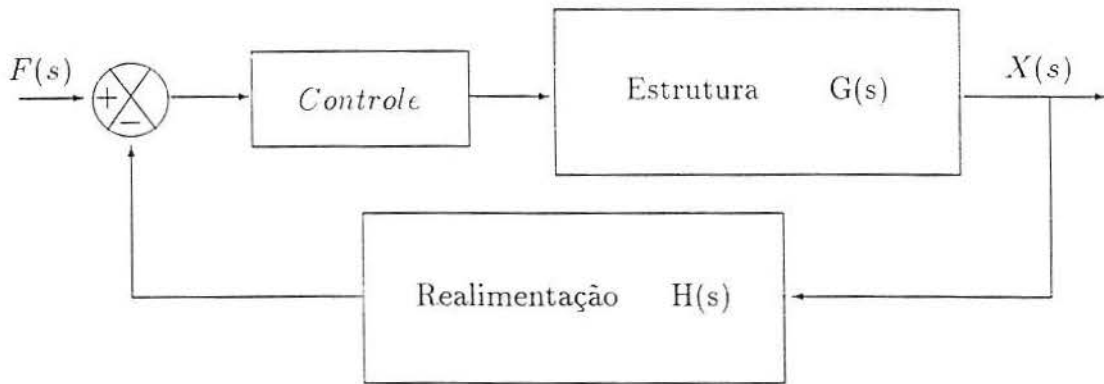 F(s)
+
−
Controle
Estrutura G(s)
X(s)
Realimentação H(s)